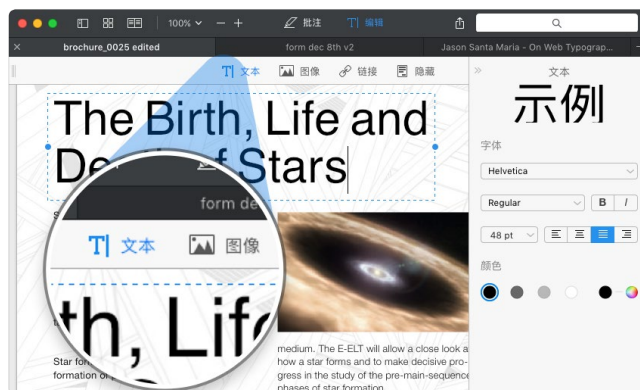 100%
批注
编辑
brochure_0025 edited
form dec 8th v2
Jason Santa Maria - On Web Typograp...
文本
图像
链接
隐藏
The Birth, Life and
Death of Stars
form de
文本
图像
th, Life
Star for
formation of
medium. The E-ELT will allow a close look a
how a star forms and to make decisive pro-
gress in the study of the pre-main-sequence
phases of star formation
文本
示例
字体
Helvetica
Regular
B
I
48 pt
颜色